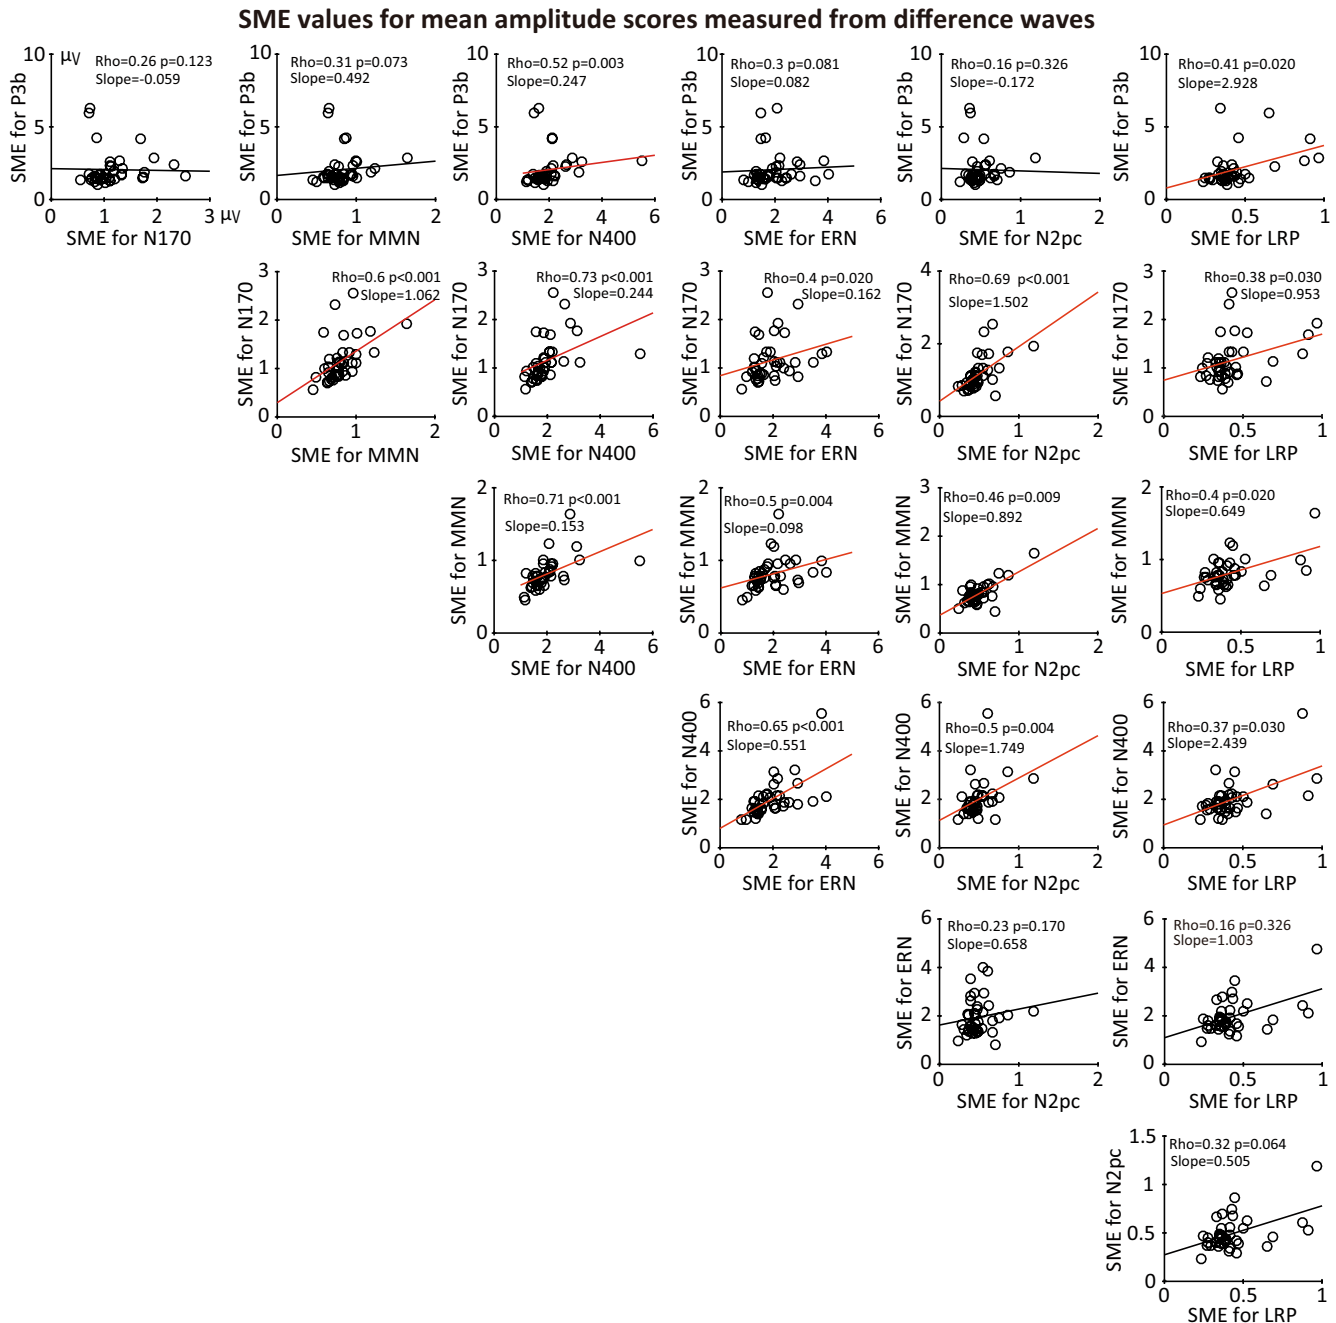 SME values for mean amplitude scores measured from difference waves
10
5
0
μV
Rho=0.26 p=0.123
Slope=-0.059
SME for P3b
0 1 2 3 μV
SME for N170
10
5
0
Rho=0.31 p=0.073
Slope=0.492
SME for P3b
0 1 2
SME for MMN
10
5
0
Rho=0.52 p=0.003
Slope=0.247
SME for P3b
0 2 4 6
SME for N400
10
5
0
Rho=0.3 p=0.081
Slope=0.082
SME for P3b
0 2 4 6
SME for ERN
10
5
0
Rho=0.16 p=0.326
Slope=-0.172
SME for P3b
0 1 2
SME for N2pc
10
5
0
Rho=0.41 p=0.020
Slope=2.928
SME for P3b
0 0.5 1
SME for LRP
3
2
1
0
Rho=0.6 p<0.001
Slope=1.062
SME for N170
0 1 2
SME for MMN
3
2
1
0
Rho=0.73 p<0.001
Slope=0.244
SME for N170
0 2 4 6
SME for N400
3
2
1
0
Rho=0.4 p=0.020
Slope=0.162
SME for N170
0 2 4 6
SME for ERN
4
2
0
Rho=0.69 p<0.001
Slope=1.502
SME for N170
0 1 2
SME for N2pc
3
2
1
0
Rho=0.38 p=0.030
Slope=0.953
SME for N170
0 0.5 1
SME for LRP
2
1
0
Rho=0.71 p<0.001
Slope=0.153
SME for MMN
0 2 4 6
SME for N400
2
1
0
Rho=0.5 p=0.004
Slope=0.098
SME for MMN
0 2 4 6
SME for ERN
3
2
1
0
Rho=0.46 p=0.009
Slope=0.892
SME for MMN
0 1 2
SME for N2pc
2
1
0
Rho=0.4 p=0.020
Slope=0.649
SME for MMN
0 0.5 1
SME for LRP
6
4
2
0
Rho=0.65 p<0.001
Slope=0.551
SME for N400
0 2 4 6
SME for ERN
6
4
2
0
Rho=0.5 p=0.004
Slope=1.749
SME for N400
0 1 2
SME for N2pc
6
4
2
0
Rho=0.37 p=0.030
Slope=2.439
SME for N400
0 0.5 1
SME for LRP
6
4
2
0
Rho=0.23 p=0.170
Slope=0.658
SME for ERN
0 1 2
SME for N2pc
6
4
2
0
Rho=0.16 p=0.326
Slope=1.003
SME for ERN
0 0.5 1
SME for LRP
1.5
1
0.5
0
Rho=0.32 p=0.064
Slope=0.505
SME for N2pc
0 0.5 1
SME for LRP